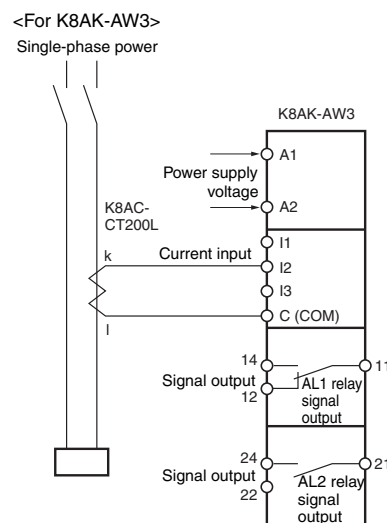 <For K8AK-AW3>
Single-phase power
K8AK-AW3
A1
Power supply
voltage
A2
K8AC-
CT200L
I1
k
Current input
I2
I3
C (COM)
l
14
11
Signal output
12
AL1 relay
signal
output
24
21
Signal output
22
AL2 relay
signal
output